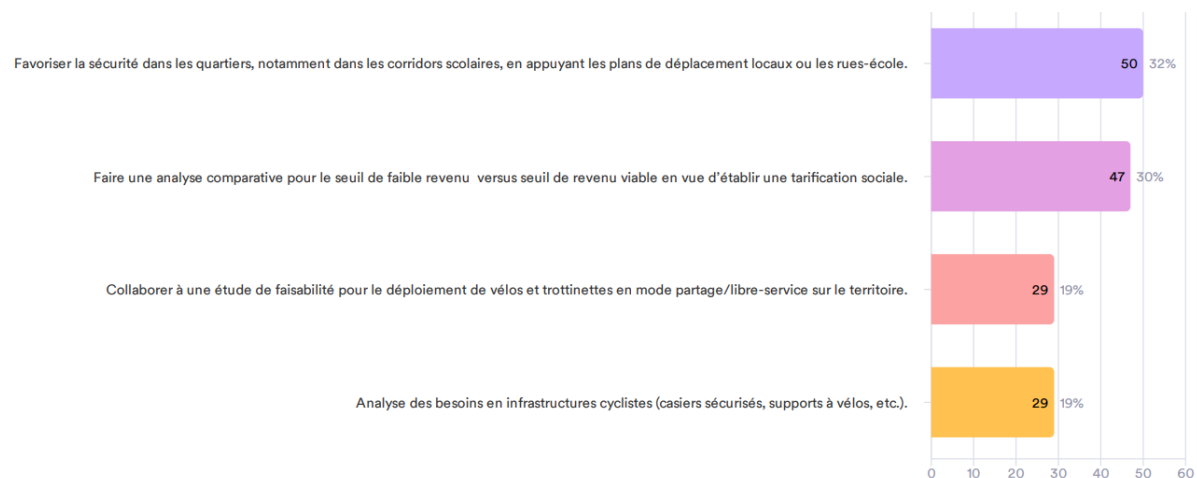 Favoriser la sécurité dans les quartiers, notamment dans les corridors scolaires, en appuyant les plans de déplacement locaux ou les rues-école.
50 32%
Faire une analyse comparative pour le seuil de faible revenu  versus seuil de revenu viable en vue d’établir une tarification sociale.
47 30%
Collaborer à une étude de faisabilité pour le déploiement de vélos et trottinettes en mode partage/libre-service sur le territoire.
29 19%
Analyse des besoins en infrastructures cyclistes (casiers sécurisés, supports à vélos, etc.).
29 19%
0 10 20 30 40 50 60